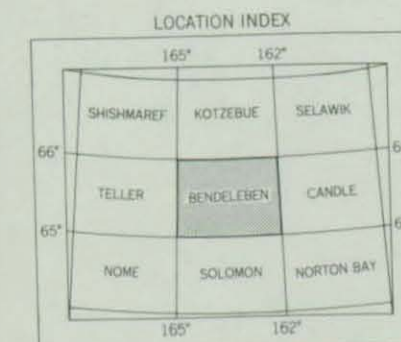 LOCATION INDEX
165° 162°
SHISHMAREF KOTZEBUE SELAWIK
66°
TELLER BENDELEBEN CANDLE
65°
NOME SOLOMON NORTON BAY
165° 162°